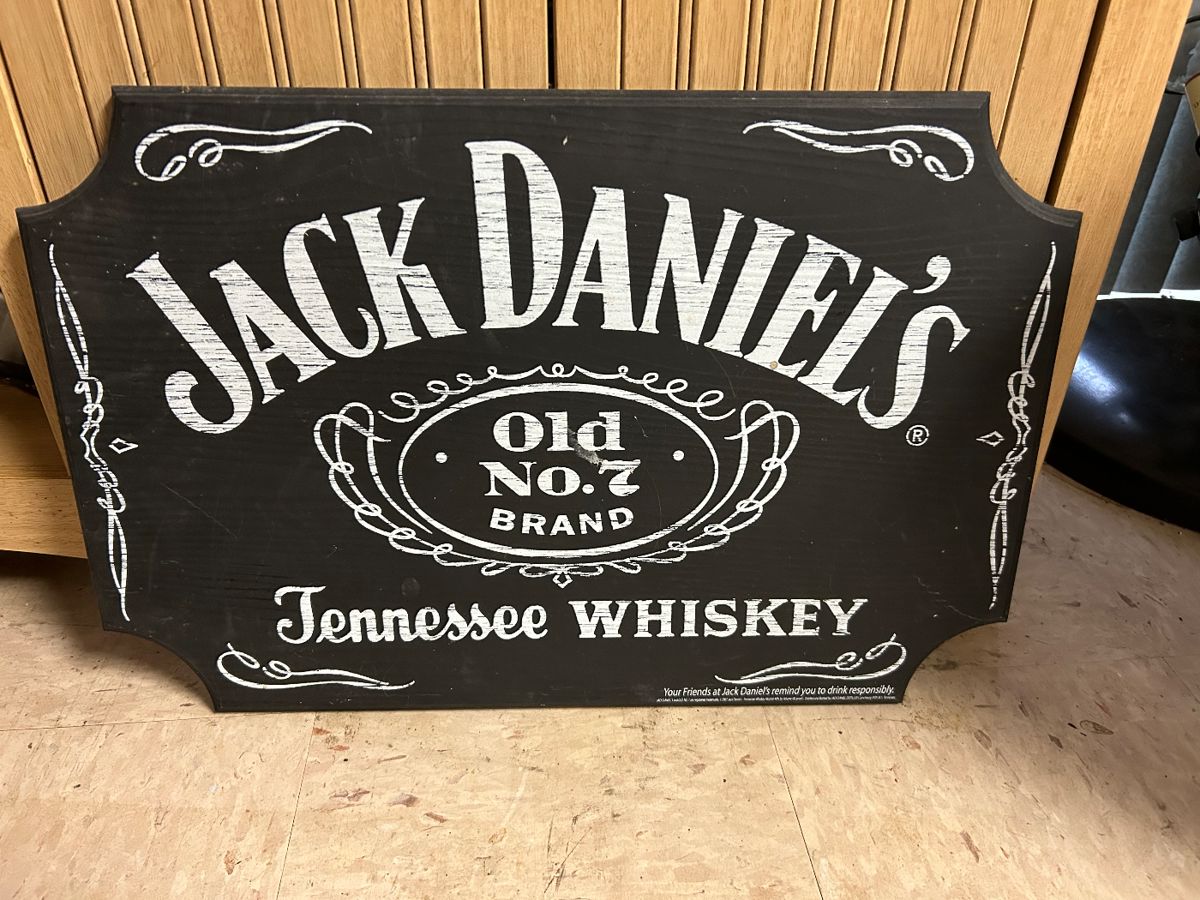 JACK DANIEL'S
®
Old
No. 7
BRAND
Tennessee WHISKEY
Your Friends at Jack Daniel's remind you to drink responsibly.